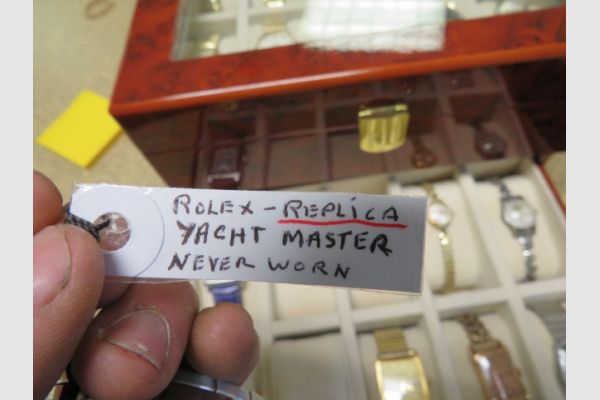 ROLEX - REPLICA
YACHT MASTER
NEVER WORN